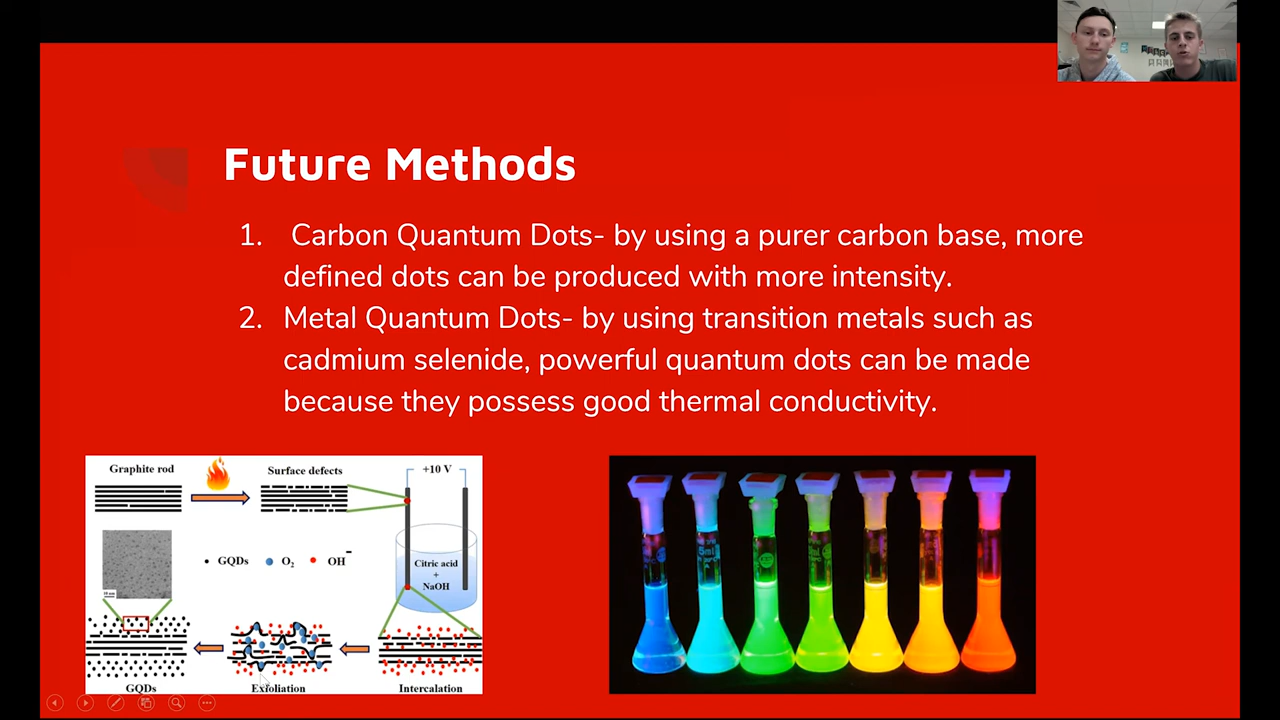 Future Methods
1. Carbon Quantum Dots- by using a purer carbon base, more
defined dots can be produced with more intensity.
2. Metal Quantum Dots- by using transition metals such as
cadmium selenide, powerful quantum dots can be made
because they possess good thermal conductivity.
Graphite rod
Surface defects
+10 V
GQDs
O₂
OH⁻
Citric acid
+
NaOH
GQDs
Exfoliation
Intercalation
5ml